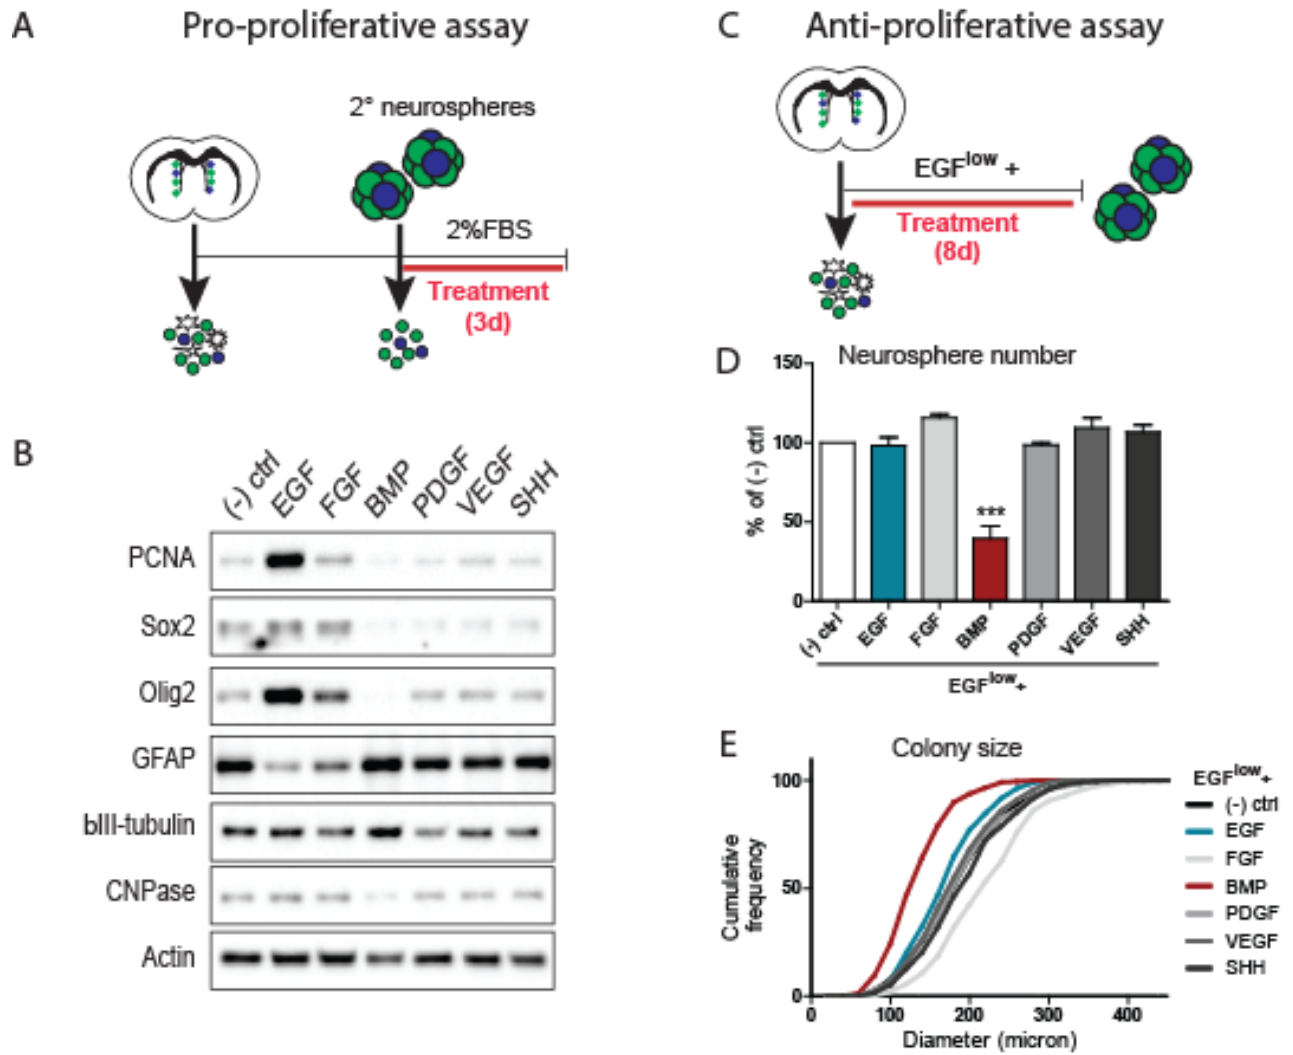 A Pro-proliferative assay
2° neurospheres
2%FBS
Treatment
(3d)
B
(-) ctrl EGF FGF BMP PDGF VEGF SHH
PCNA
Sox2
Olig2
GFAP
bIII-tubulin
CNPase
Actin
C Anti-proliferative assay
EGFlow +
Treatment
(8d)
D Neurosphere number
% of (-) ctrl
150
100
50
0
***
(-) ctrl EGF FGF BMP PDGF VEGF SHH
EGFlow+
E Colony size
Cumulative
frequency
100
50
0
0 100 200 300 400
Diameter (micron)
EGFlow+
(-) ctrl
EGF
FGF
BMP
PDGF
VEGF
SHH